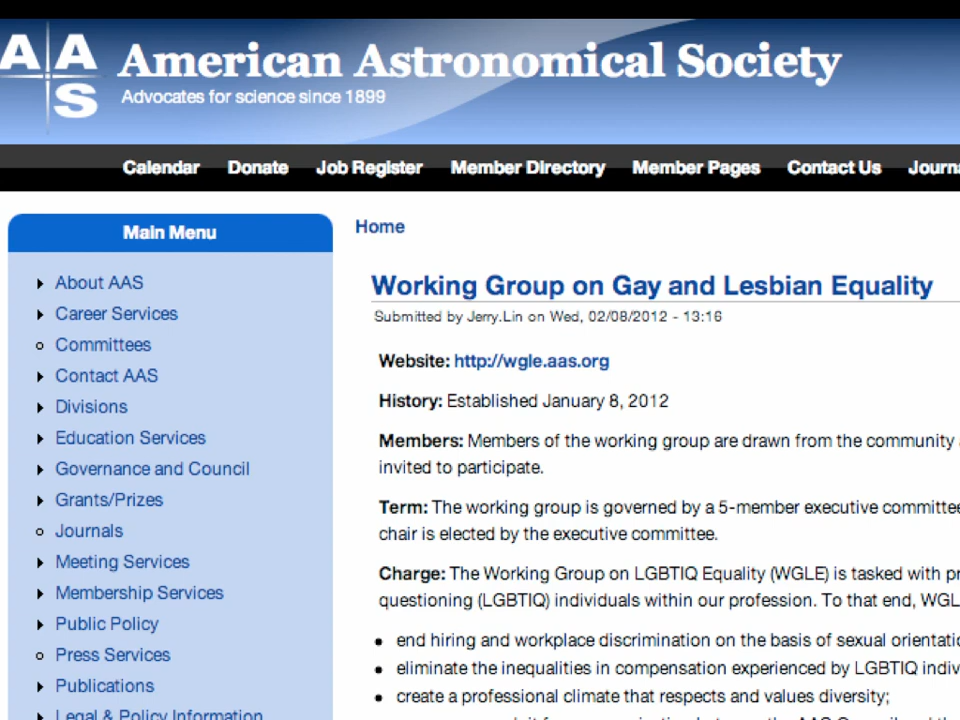 A A
S
American Astronomical Society
Advocates for science since 1899
Calendar Donate Job Register Member Directory Member Pages Contact Us Journa
Main Menu
About AAS
Career Services
Committees
Contact AAS
Divisions
Education Services
Governance and Council
Grants/Prizes
Journals
Meeting Services
Membership Services
Public Policy
Press Services
Publications
Legal & Policy Information
Home
Working Group on Gay and Lesbian Equality
Submitted by Jerry.Lin on Wed, 02/08/2012 - 13:16
Website: http://wgle.aas.org
History: Established January 8, 2012
Members: Members of the working group are drawn from the community
invited to participate.
Term: The working group is governed by a 5-member executive committee
chair is elected by the executive committee.
Charge: The Working Group on LGBTIQ Equality (WGLE) is tasked with pr
questioning (LGBTIQ) individuals within our profession. To that end, WGL
• end hiring and workplace discrimination on the basis of sexual orientatio
• eliminate the inequalities in compensation experienced by LGBTIQ indiv
• create a professional climate that respects and values diversity;